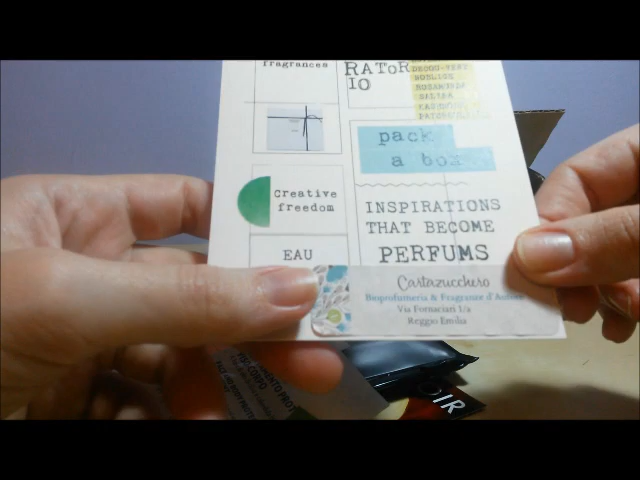 fragrances
RATOR
IO
pack
a box
Creative
freedom
INSPIRATIONS
THAT BECOME
PERFUMS
EAU
Cartazucchero
Bioprofumeria & Fragranze d'Autore
Via Fornaciari 1/a
Reggio Emilia
IR